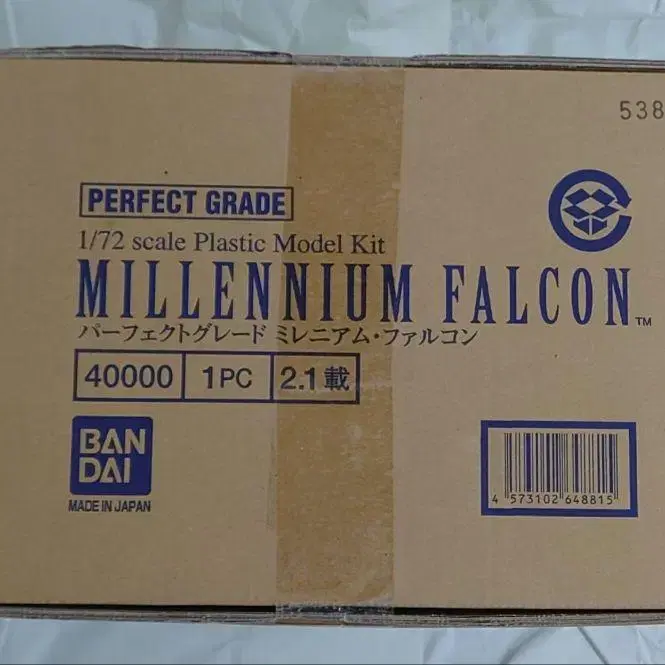 538
PERFECT GRADE
1/72 scale Plastic Model Kit
MILLENNIUM FALCON™
パーフェクトグレード ミレニアム・ファルコン
40000 1PC 2.1載
BAN
DAI
MADE IN JAPAN
4 573102 648815